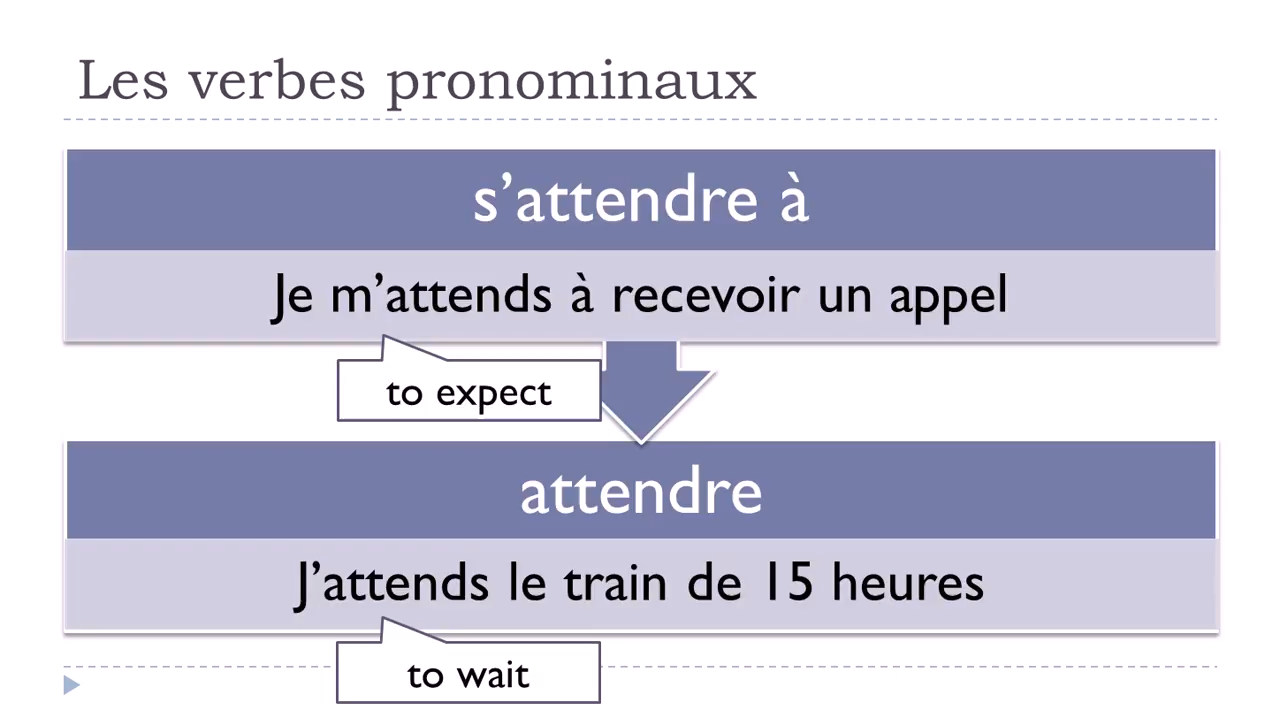 Les verbes pronominaux
s’attendre à
Je m’attends à recevoir un appel
to expect
attendre
J’attends le train de 15 heures
to wait